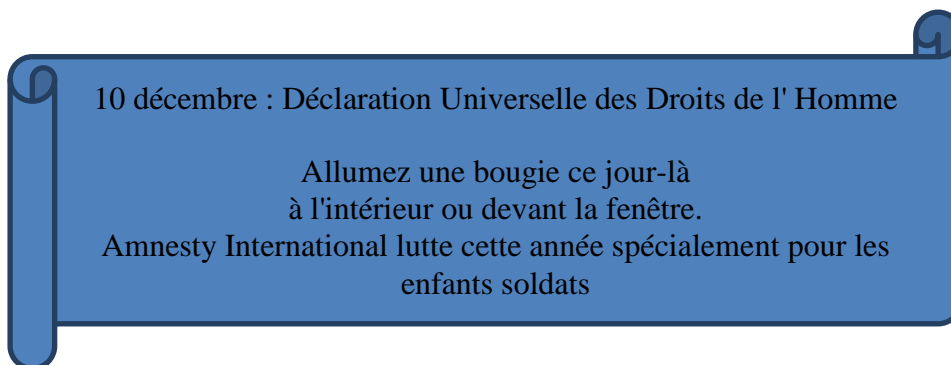 10 décembre : Déclaration Universelle des Droits de l' Homme
Allumez une bougie ce jour-là
à l'intérieur ou devant la fenêtre.
Amnesty International lutte cette année spécialement pour les
enfants soldats